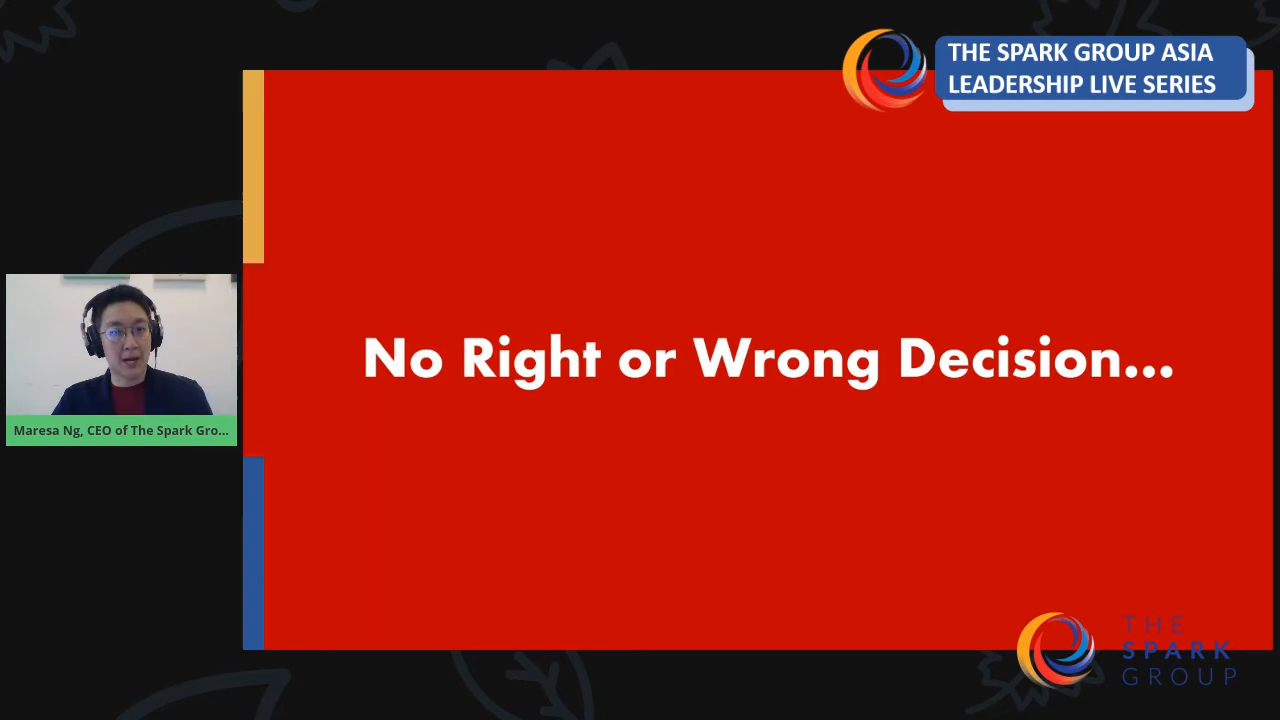 THE SPARK GROUP ASIA
LEADERSHIP LIVE SERIES
No Right or Wrong Decision...
Maresa Ng, CEO of The Spark Gro...
THE
SPARK
GROUP